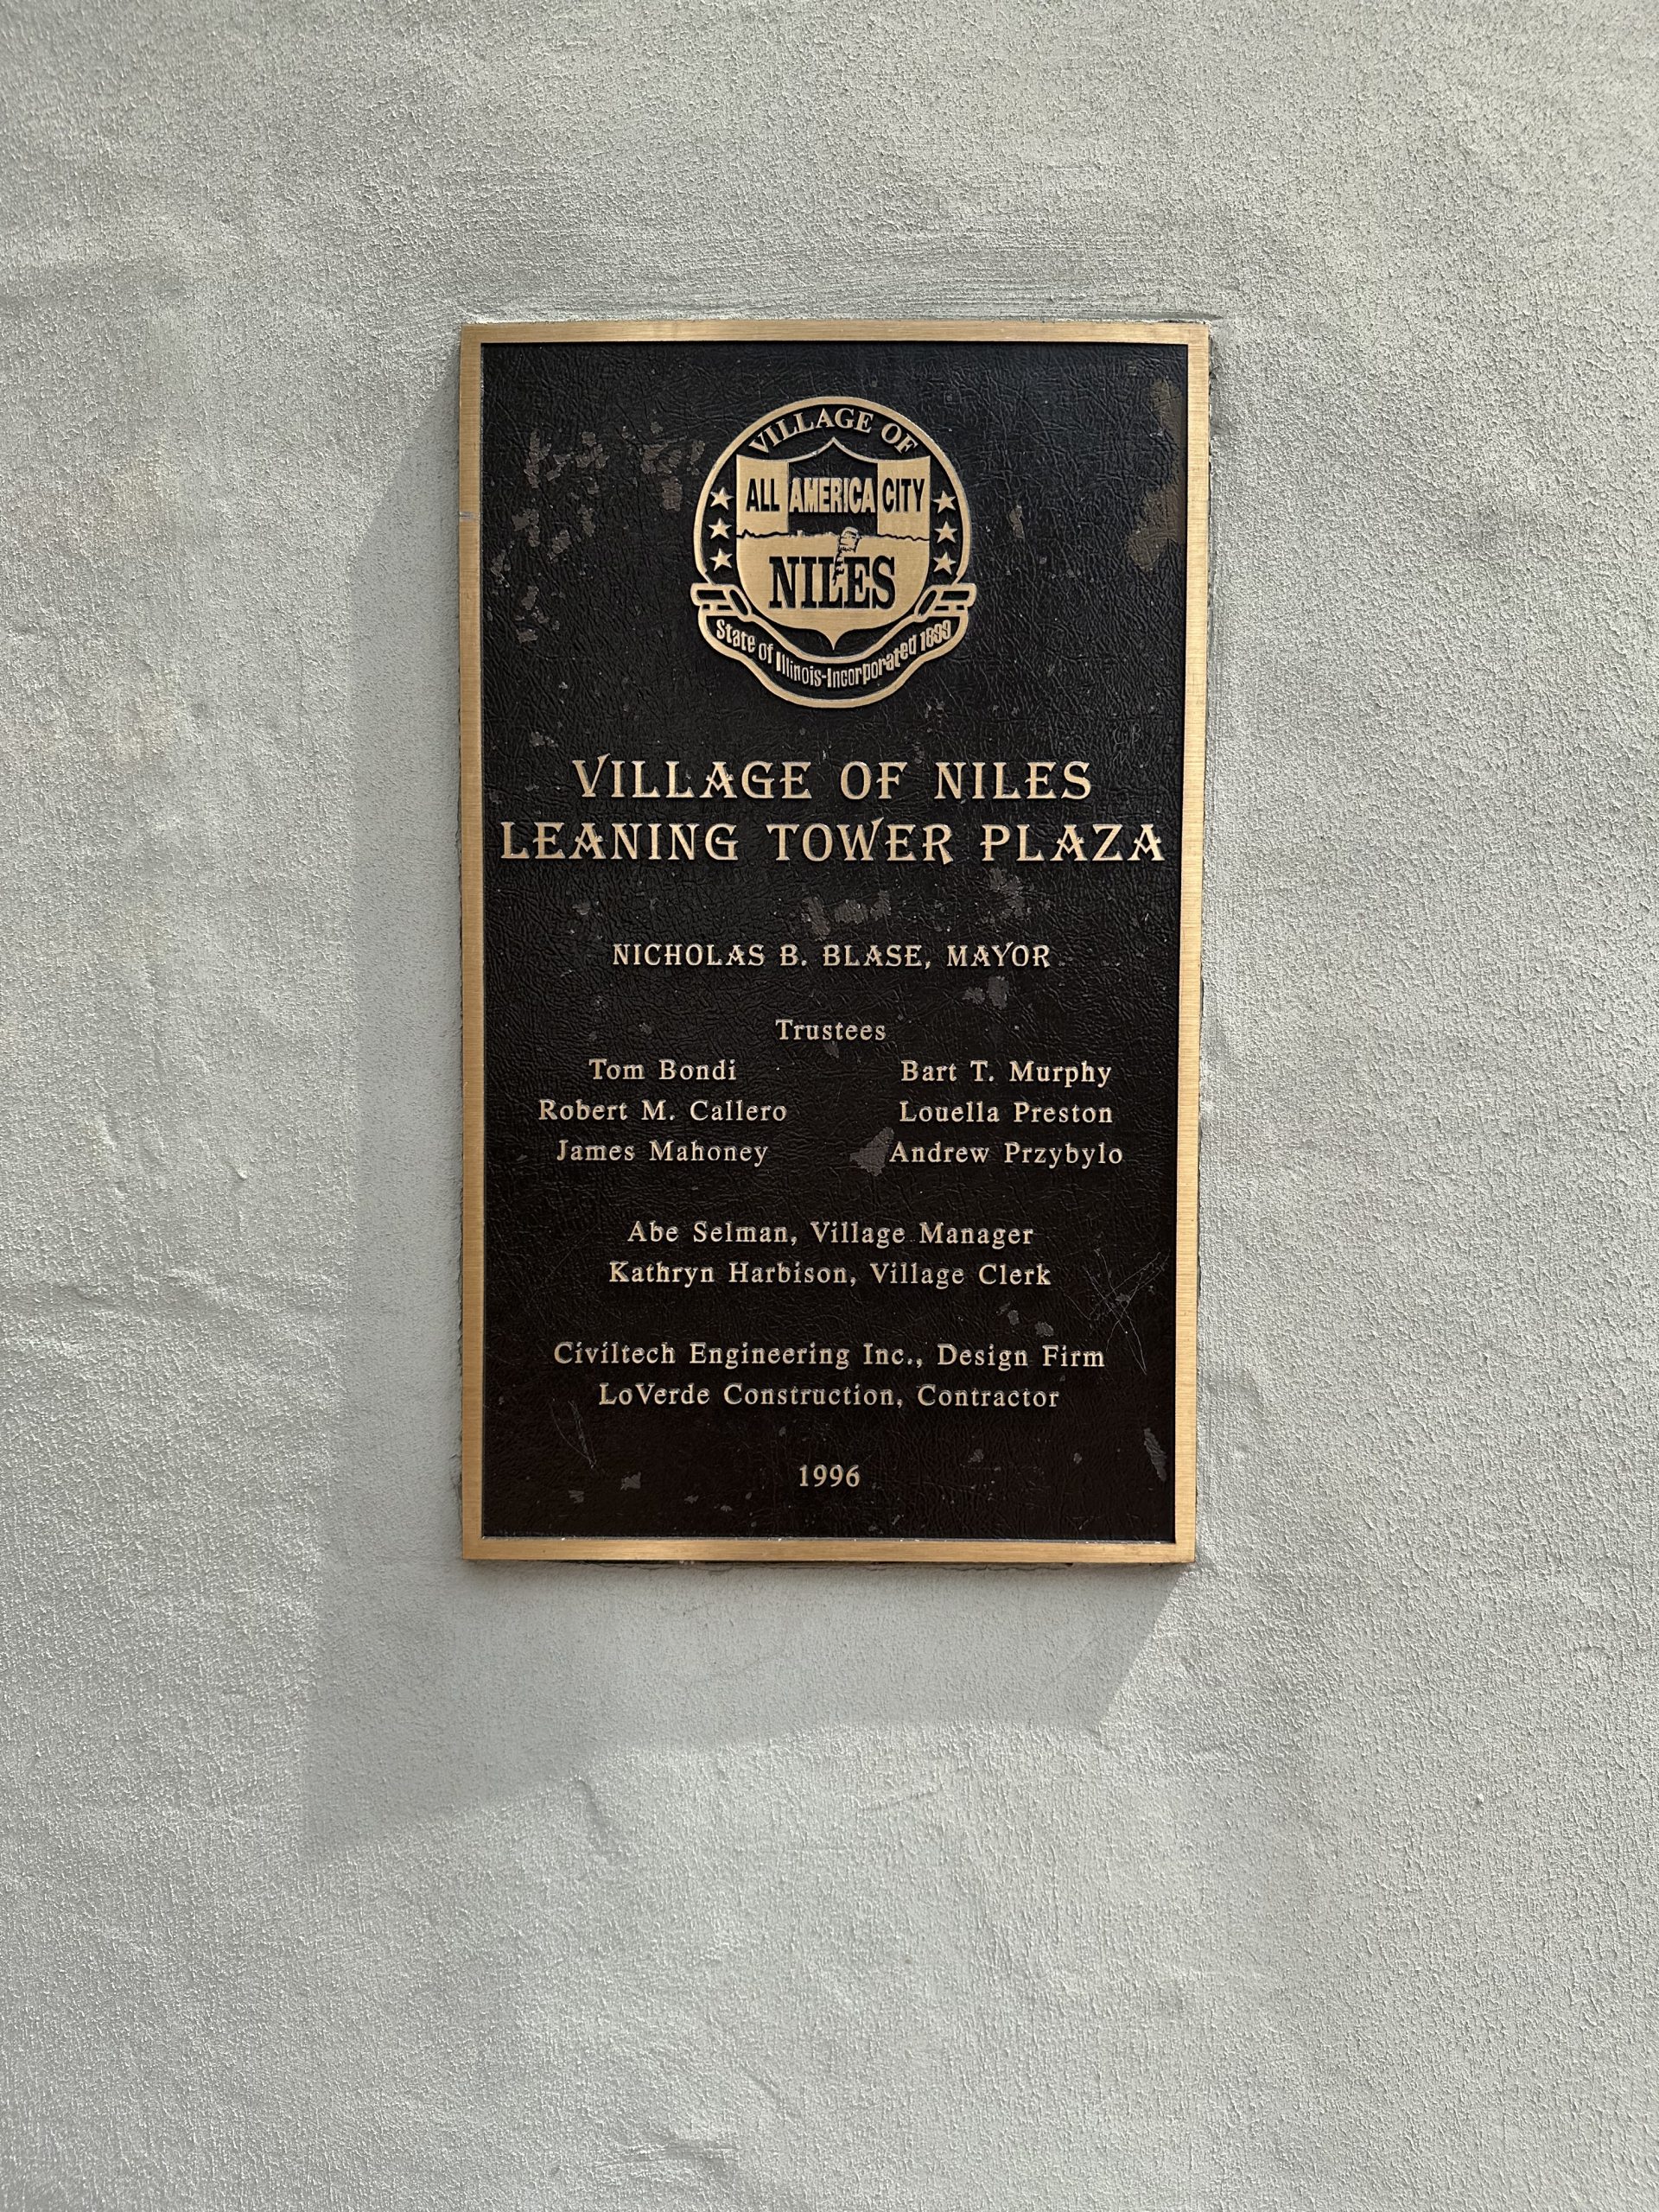 VILLAGE OF
ALL AMERICA CITY
NILES
State of Illinois-Incorporated 1899
VILLAGE OF NILES
LEANING TOWER PLAZA
NICHOLAS B. BLASE, MAYOR
Trustees
Tom Bondi Bart T. Murphy
Robert M. Callero Louella Preston
James Mahoney Andrew Przybylo
Abe Selman, Village Manager
Kathryn Harbison, Village Clerk
Civiltech Engineering Inc., Design Firm
LoVerde Construction, Contractor
1996